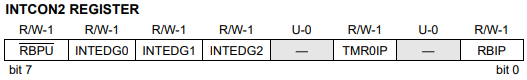 INTCON2 REGISTER
R/W-1 R/W-1 R/W-1 R/W-1 U-0 R/W-1 U-0 R/W-1
RBPU INTEDG0 INTEDG1 INTEDG2 — TMR0IP — RBIP
bit 7 bit 0